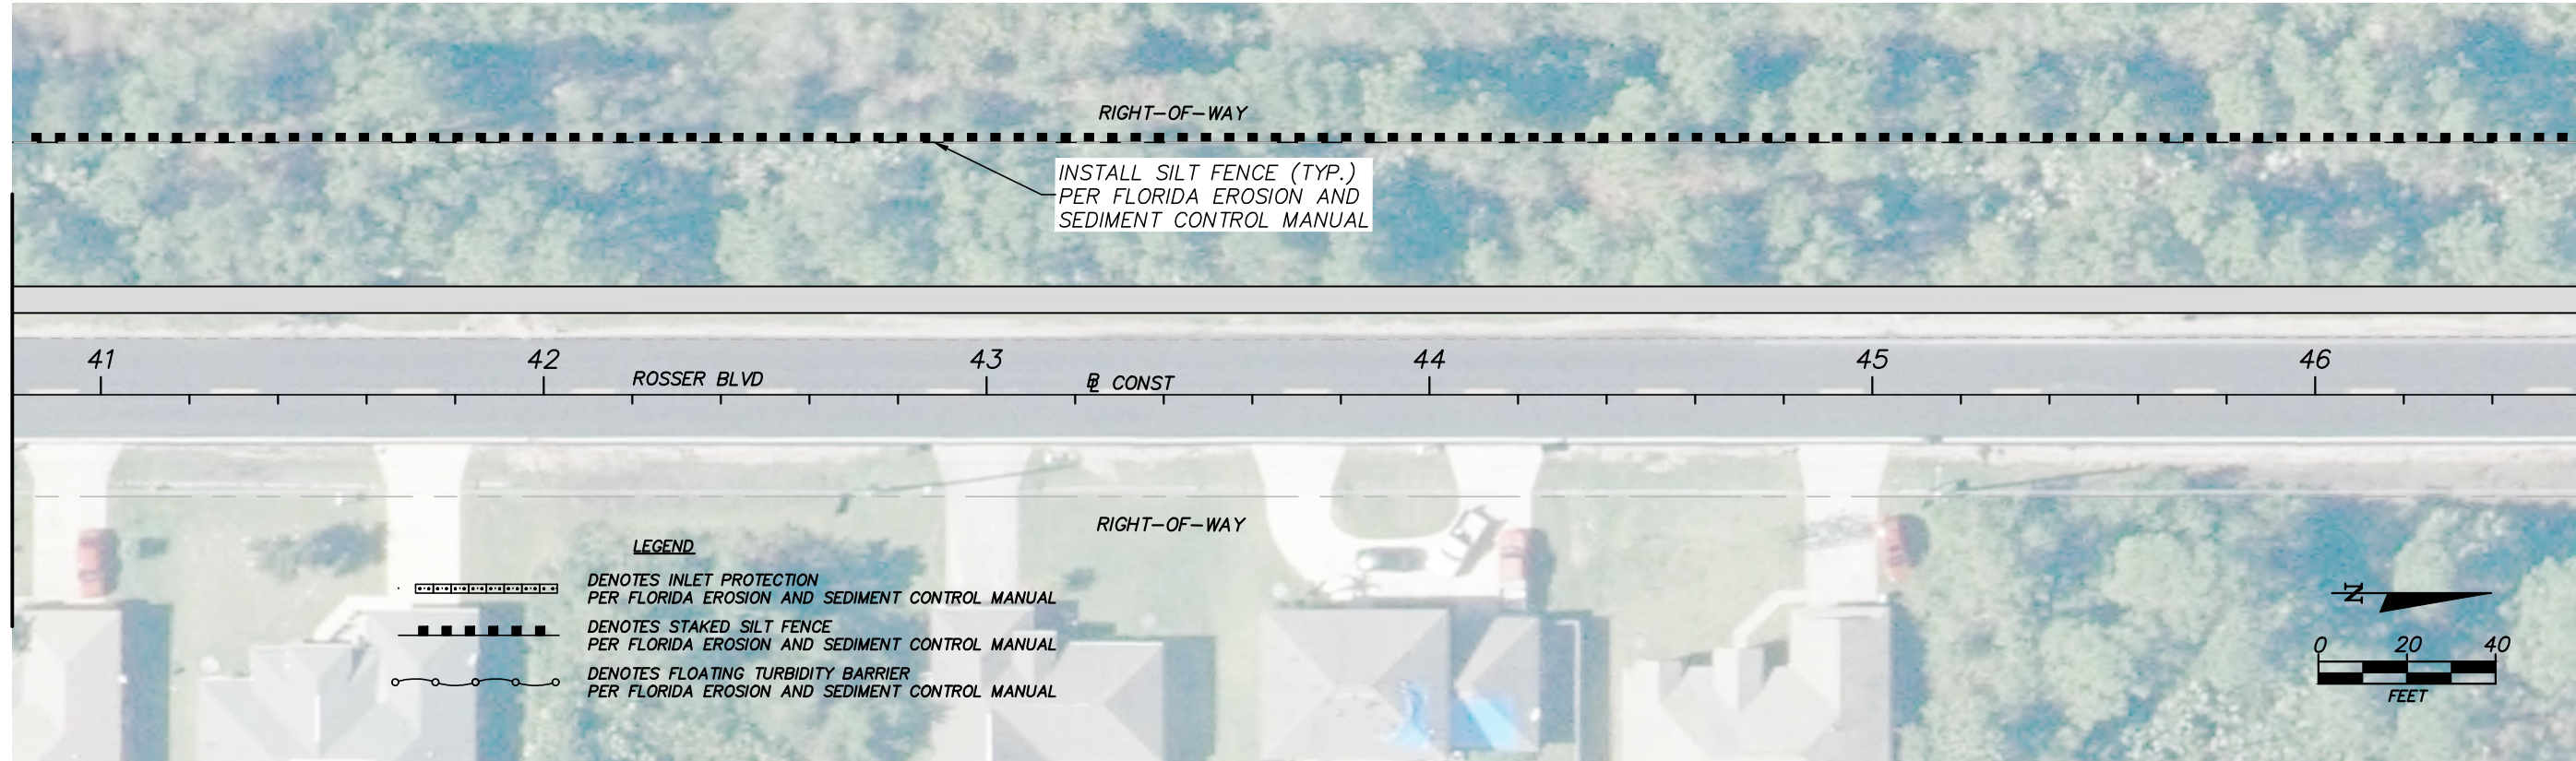 RIGHT-OF-WAY
INSTALL SILT FENCE (TYP.)
PER FLORIDA EROSION AND
SEDIMENT CONTROL MANUAL
41 42 43 44 45 46
ROSSER BLVD
BL CONST
RIGHT-OF-WAY
LEGEND
DENOTES INLET PROTECTION
PER FLORIDA EROSION AND SEDIMENT CONTROL MANUAL
DENOTES STAKED SILT FENCE
PER FLORIDA EROSION AND SEDIMENT CONTROL MANUAL
DENOTES FLOATING TURBIDITY BARRIER
PER FLORIDA EROSION AND SEDIMENT CONTROL MANUAL
N
0 20 40
FEET